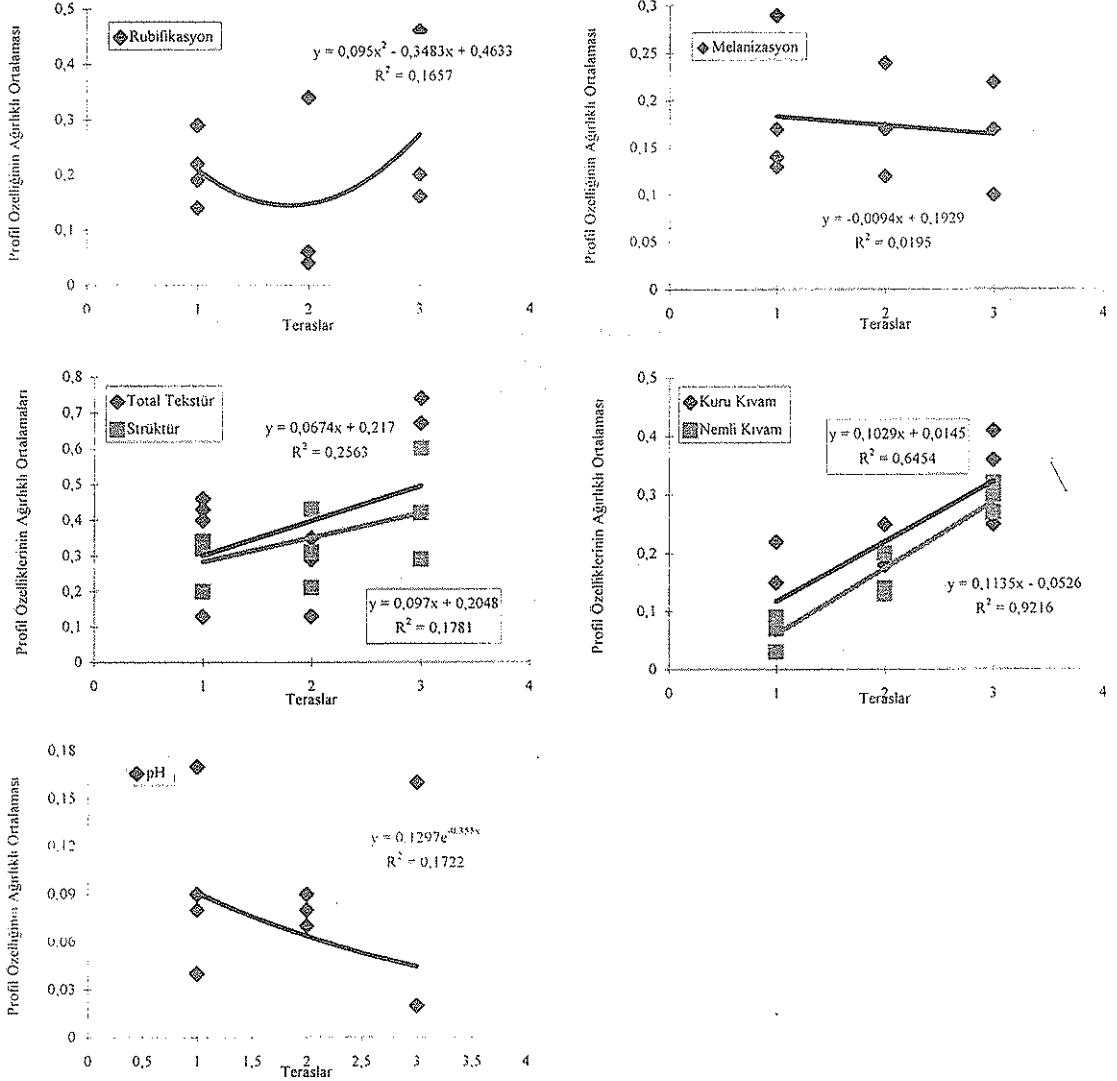 Profil Özelliğinin Ağırlıklı Ortalaması
0,5
0,4
0,3
0,2
0,1
0
Rubifikasyon
y = 0,095x² - 0,3483x + 0,4633
R² = 0,1657
0 1 2 3 4
Teraslar
Profil Özelliğinin Ağırlıklı Ortalaması
0,3
0,25
0,2
0,15
0,1
0,05
0
Melanizasyon
y = -0,0094x + 0,1929
R² = 0,0195
0 1 2 3 4
Teraslar
Profil Özelliklerinin Ağırlıklı Ortalamaları
0,8
0,7
0,6
0,5
0,4
0,3
0,2
0,1
0
Total Tekstür
Strüktür
y = 0,0674x + 0,217
R² = 0,2563
y = 0,097x + 0,2048
R² = 0,1781
0 1 2 3 4
Teraslar
Profil Özelliklerinin Ağırlıklı Ortalaması
0,5
0,4
0,3
0,2
0,1
0
Kuru Kıvam
Nemli Kıvam
y = 0,1029x + 0,0145
R² = 0,6454
y = 0,1135x - 0,0526
R² = 0,9216
0 1 2 3 4
Teraslar
Ağırlıklı Ortalaması
0,18
0,15
0,12
0,09
0,06
0,03
0
pH
R² = 0,1722
0 0,5 1 1,5 2 2,5 3 3,5 4
Teraslar